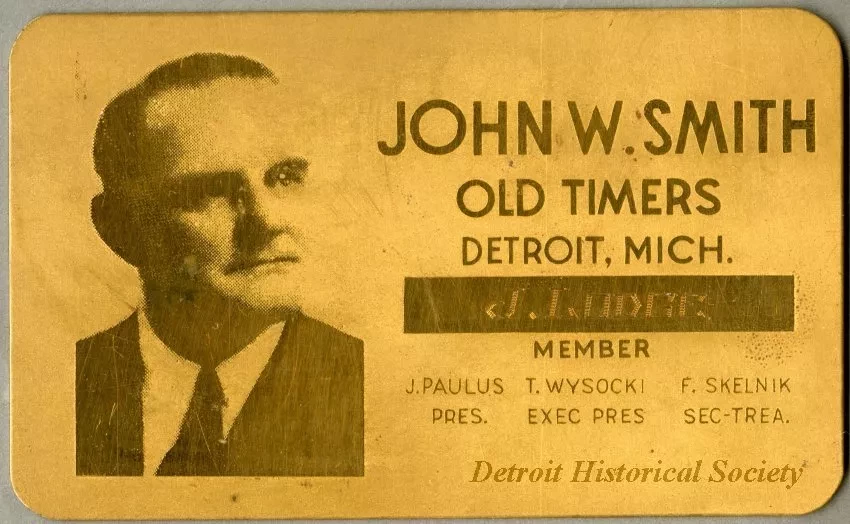 JOHN W. SMITH
OLD TIMERS
DETROIT, MICH.
MEMBER
J. PAULUS T. WYSOCKI F. SKELNIK
PRES. EXEC PRES SEC-TREA.
Detroit Historical Society